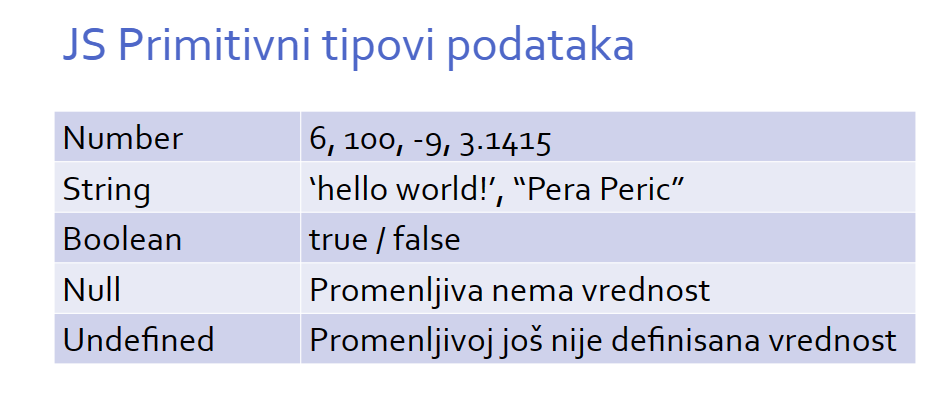 JS Primitivni tipovi podataka
Number 6, 100, -9, 3.1415
String ‘hello world!’, “Pera Peric”
Boolean true / false
Null Promenljiva nema vrednost
Undefined Promenljivoj još nije definisana vrednost